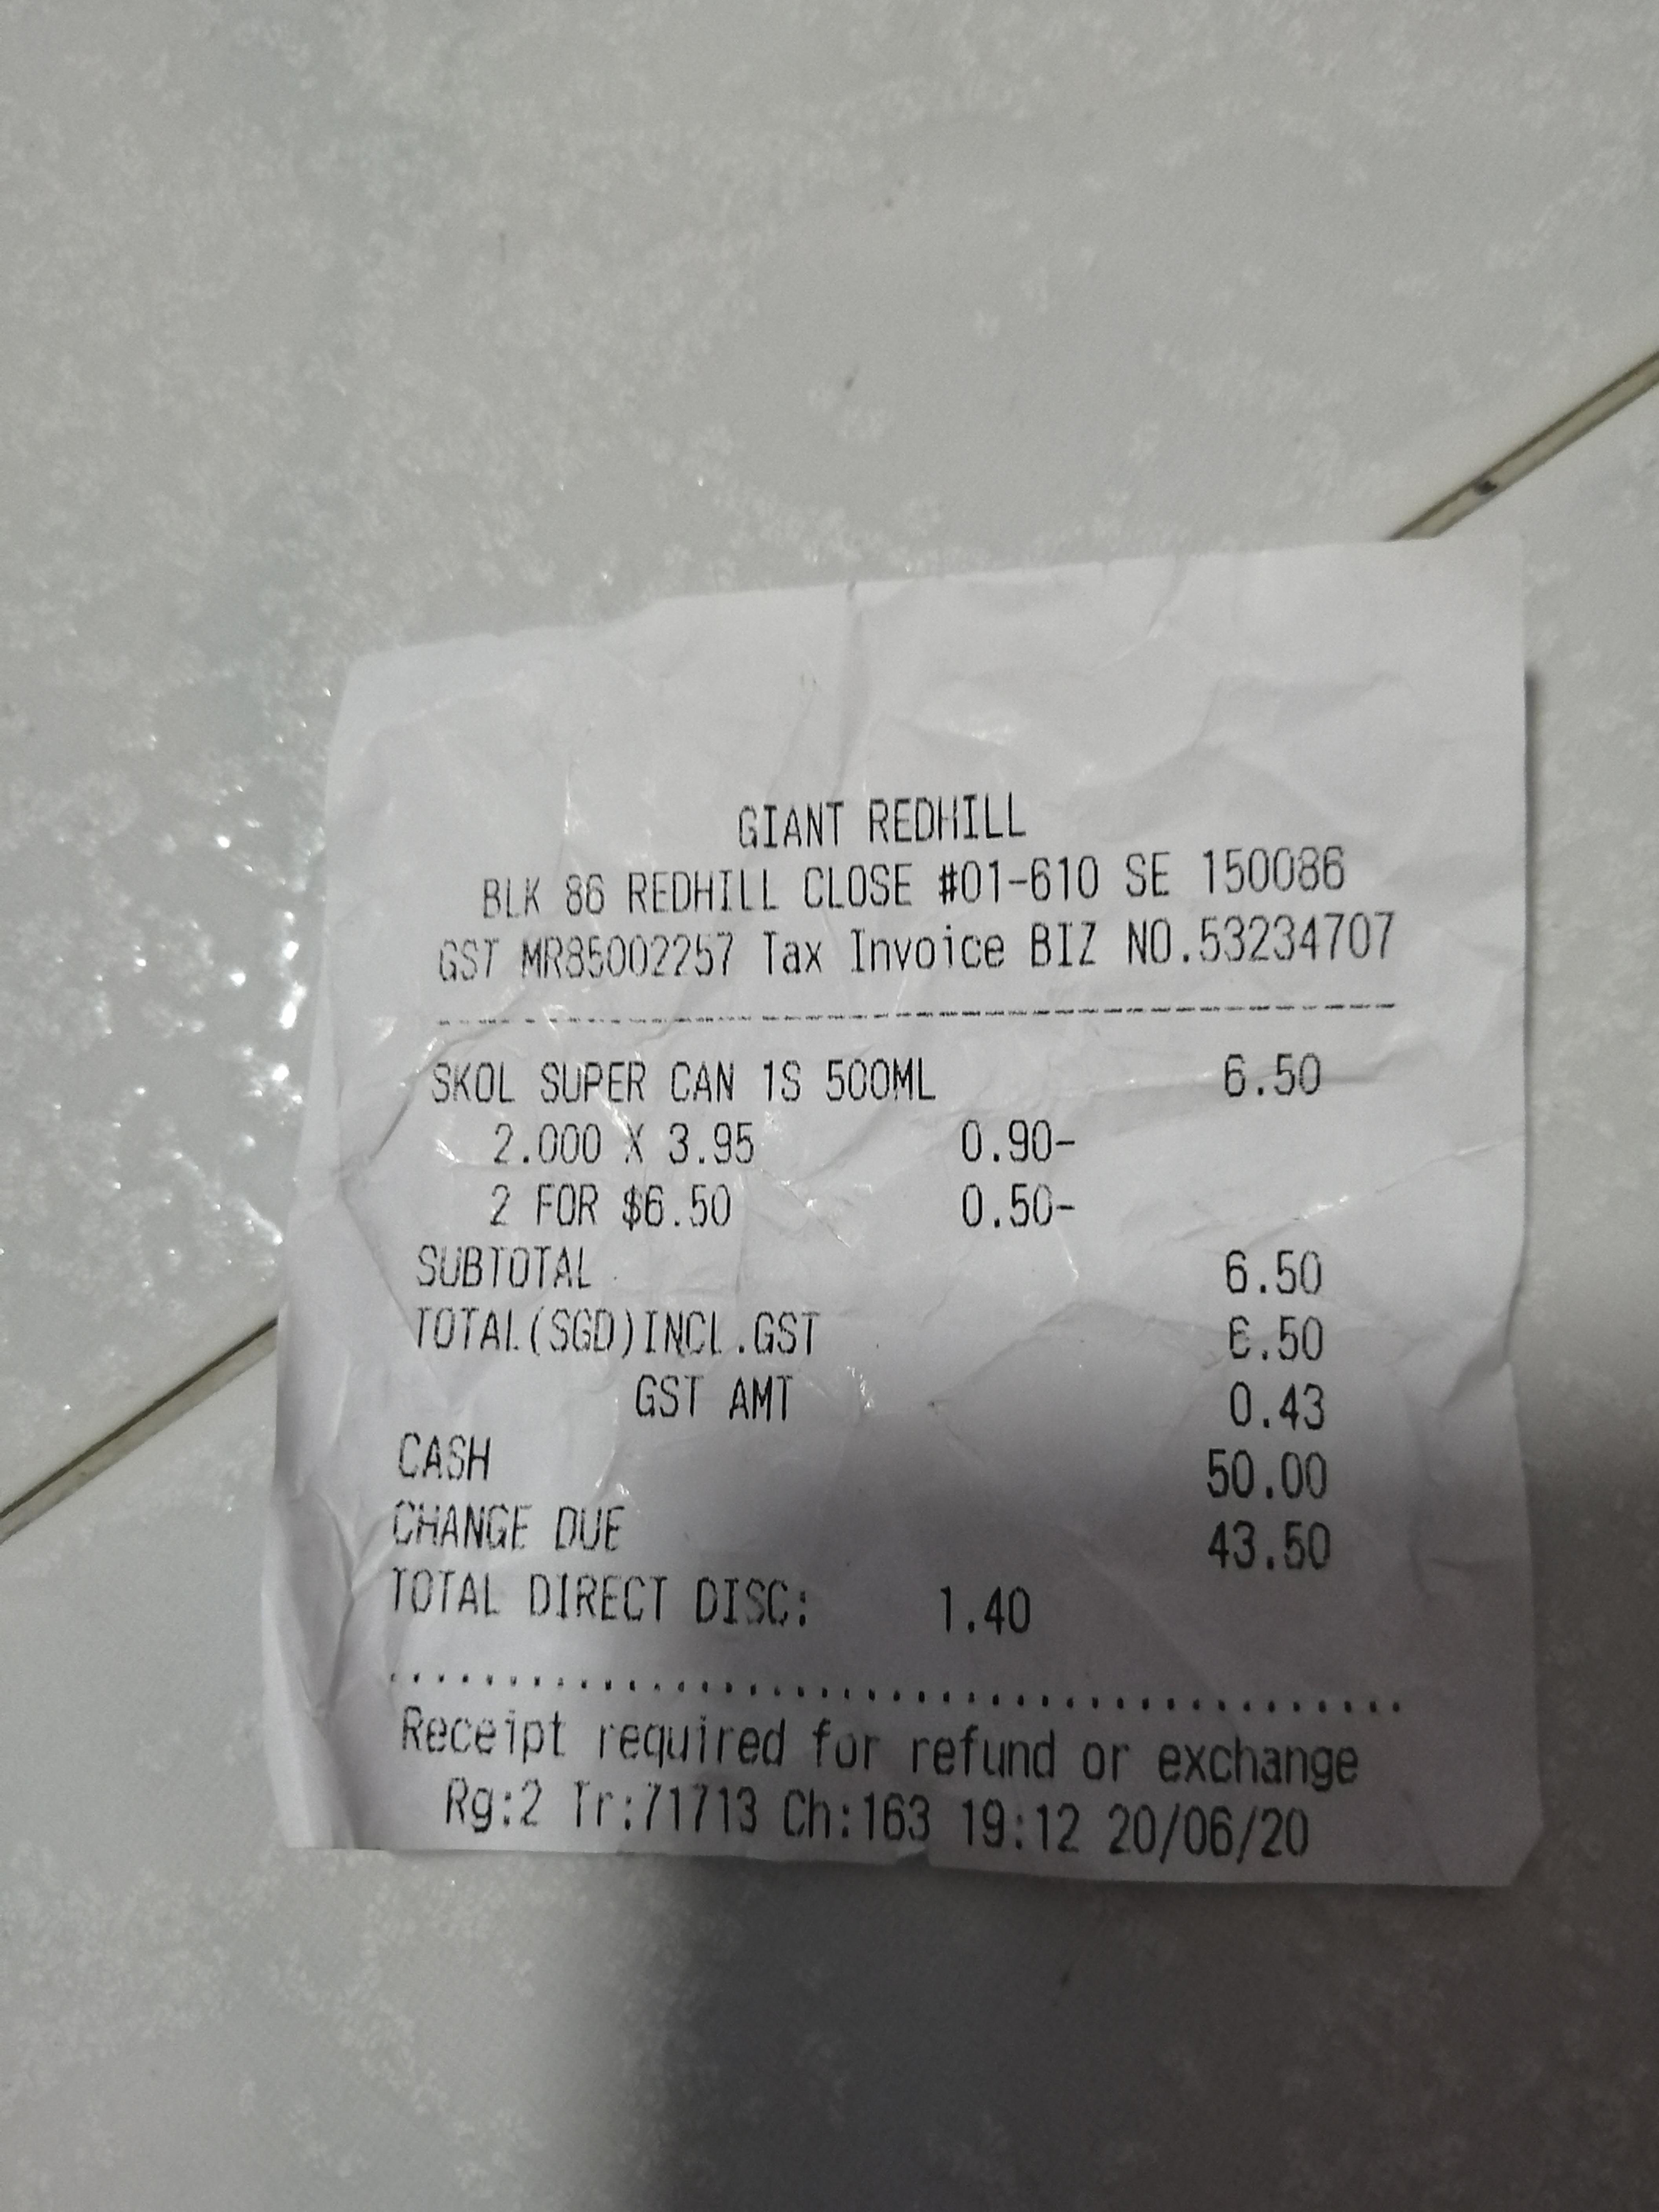 GIANT REDHILL
BLK 86 REDHILL CLOSE #01-610 SE 150086
GST MR85002257 Tax Invoice BIZ NO.53234707
SKOL SUPER CAN 1S 500ML 6.50
2.000 X 3.95 0.90-
2 FOR $6.50 0.50-
SUBTOTAL 6.50
TOTAL(SGD)INCL.GST 6.50
GST AMT 0.43
CASH 50.00
CHANGE DUE 43.50
TOTAL DIRECT DISC: 1.40
Receipt required for refund or exchange
Rg:2 Tr:71713 Ch:163 19:12 20/06/20